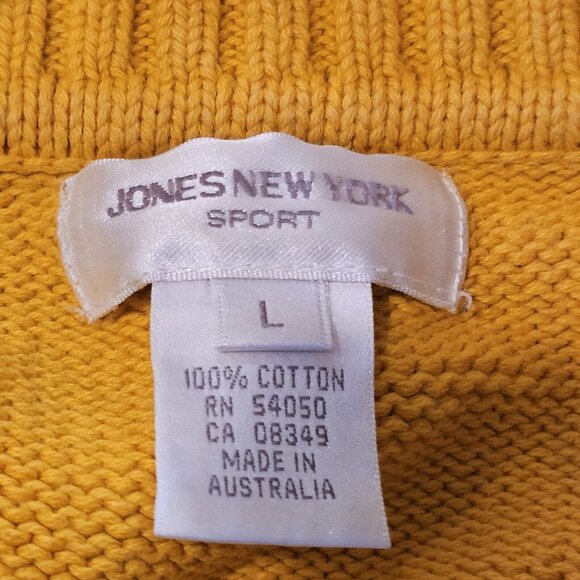 JONES NEW YORK
SPORT
L
100% COTTON
RN 54050
CA 08349
MADE IN
AUSTRALIA